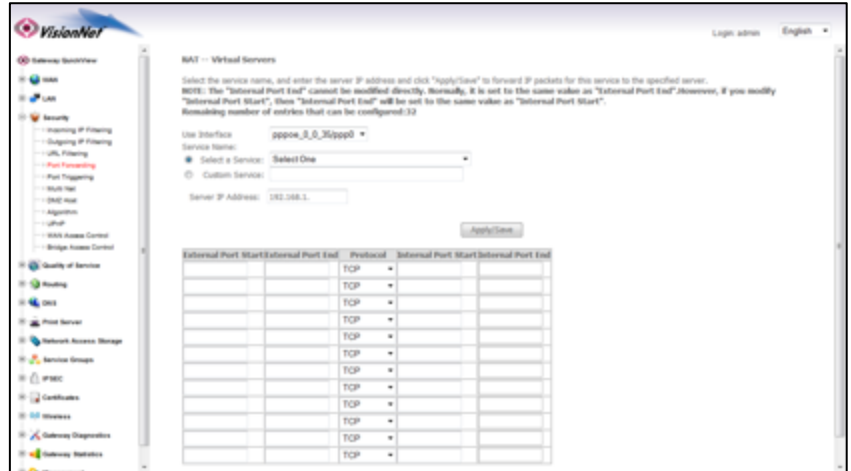 VisionNet
Login: admin
English
Gateway QuickView
WAN
LAN
Security
Incoming IP Filtering
Outgoing IP Filtering
URL Filtering
Port Forwarding
Port Triggering
Multi Nat
DMZ Host
Algorithm
UPnP
WAN Access Control
Bridge Access Control
Quality of Service
Routing
DNS
Print Server
Network Access Storage
Service Groups
IPSEC
Certificates
Wireless
Gateway Diagnostics
Gateway Statistics
NAT -- Virtual Servers
Select the service name, and enter the server IP address and click "Apply/Save" to forward IP packets for this service to the specified server.
NOTE: The "Internal Port End" cannot be modified directly. Normally, it is set to the same value as "External Port End".However, if you modify
"Internal Port Start", then "Internal Port End" will be set to the same value as "Internal Port Start".
Remaining number of entries that can be configured:32
Use Interface pppoe_0_0_35/ppp0
Service Name:
Select a Service: Select One
Custom Service:
Server IP Address: 192.168.1.
Apply/Save
External Port Start External Port End Protocol Internal Port Start Internal Port End
TCP
TCP
TCP
TCP
TCP
TCP
TCP
TCP
TCP
TCP
TCP
TCP